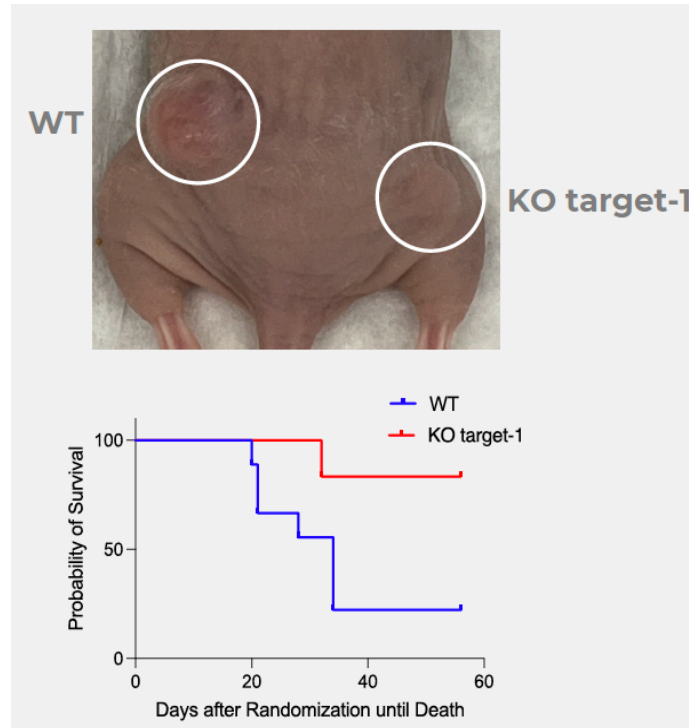 WT
KO target-1
WT
KO target-1
100
50
0
Probability of Survival
0 20 40 60
Days after Randomization until Death